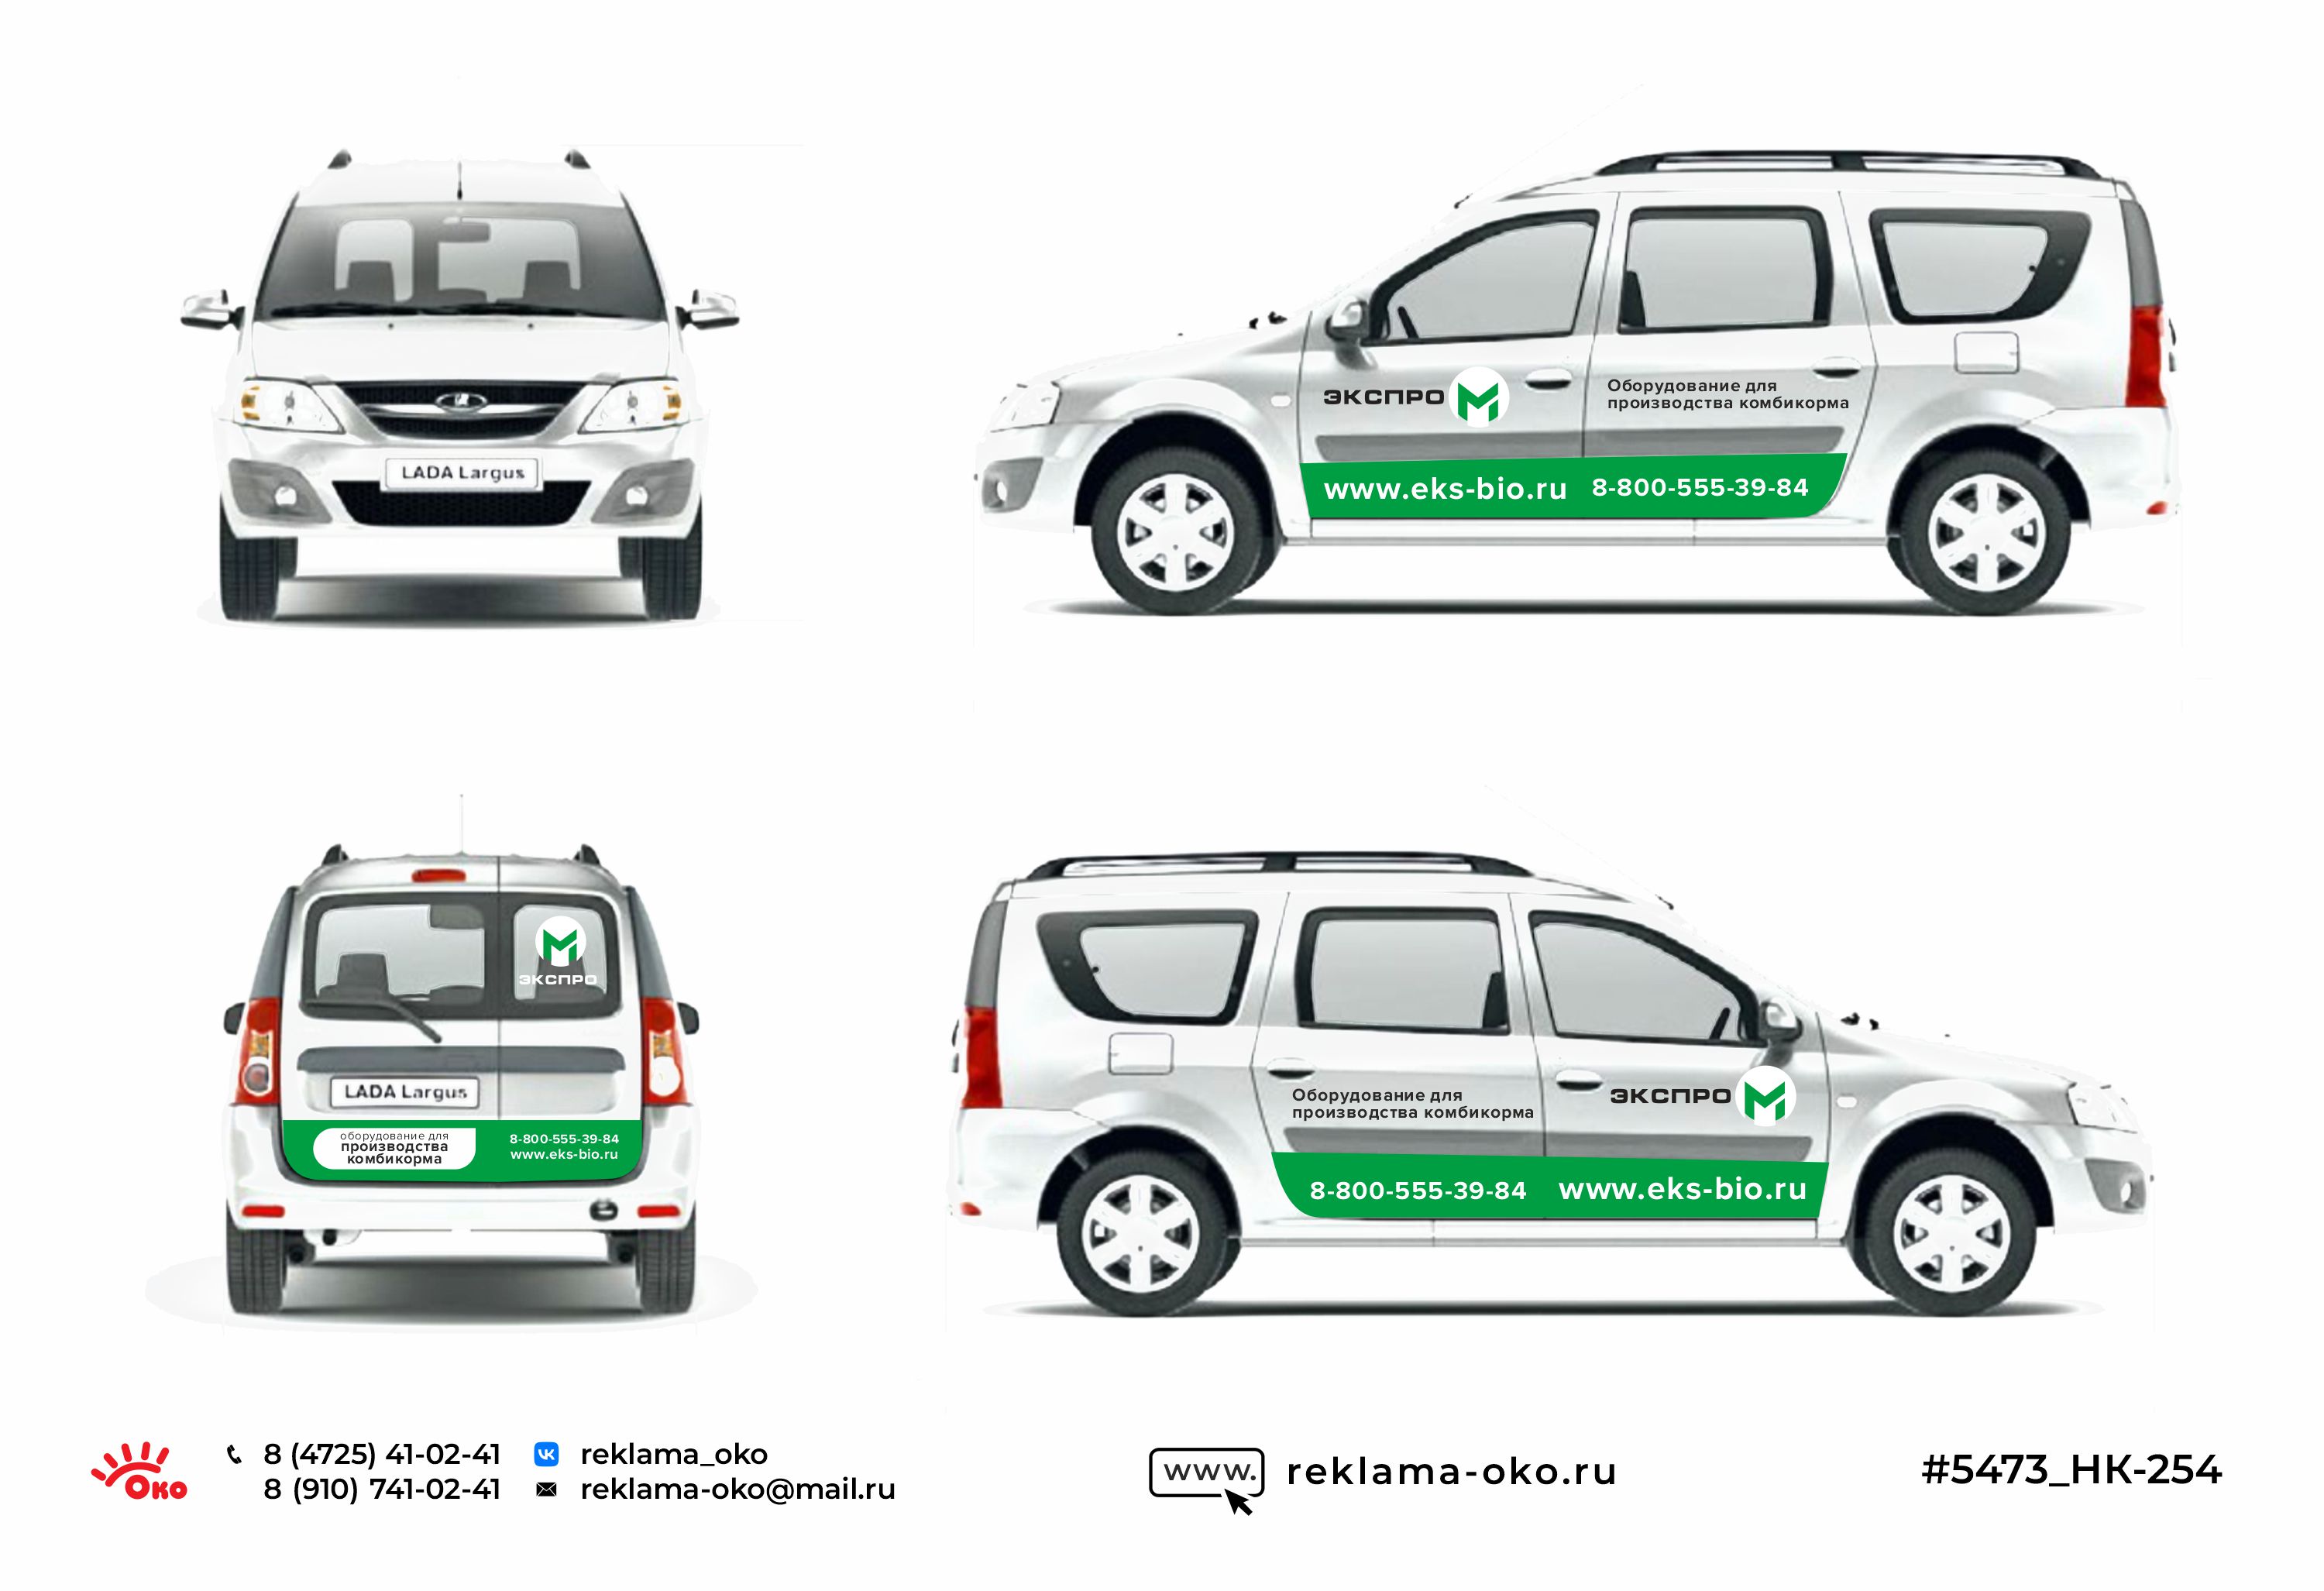 LADA Largus
ЭКСПРО
Оборудование для
производства комбикорма
www.eks-bio.ru 8-800-555-39-84
ЭКСПРО
LADA Largus
оборудование для
производства
комбикорма
8-800-555-39-84
www.eks-bio.ru
Оборудование для
производства комбикорма
ЭКСПРО
8-800-555-39-84 www.eks-bio.ru
Око
8 (4725) 41-02-41
8 (910) 741-02-41
reklama_oko
reklama-oko@mail.ru
www.
reklama-oko.ru
#5473_НК-254